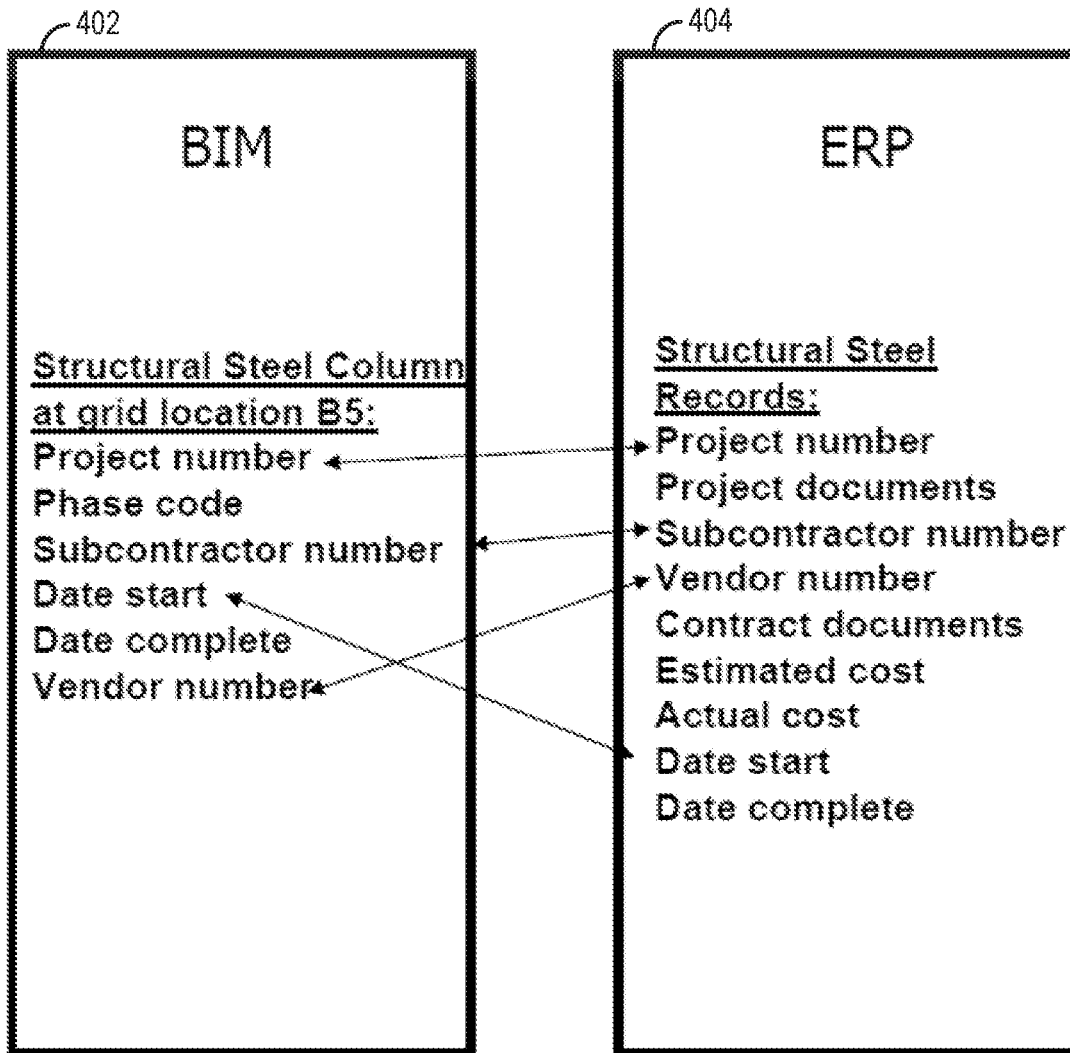 402
BIM
Structural Steel Column
at grid location B5:
Project number
Phase code
Subcontractor number
Date start
Date complete
Vendor number
404
ERP
Structural Steel
Records:
Project number
Project documents
Subcontractor number
Vendor number
Contract documents
Estimated cost
Actual cost
Date start
Date complete